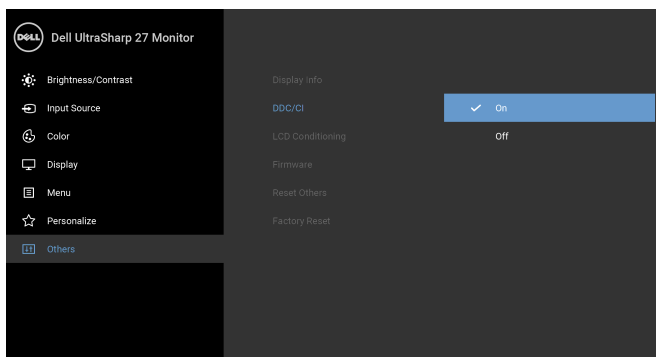 DELL
Dell UltraSharp 27 Monitor
Brightness/Contrast
Input Source
Color
Display
Menu
Personalize
Others
Display Info
DDC/CI
LCD Conditioning
Firmware
Reset Others
Factory Reset
On
Off